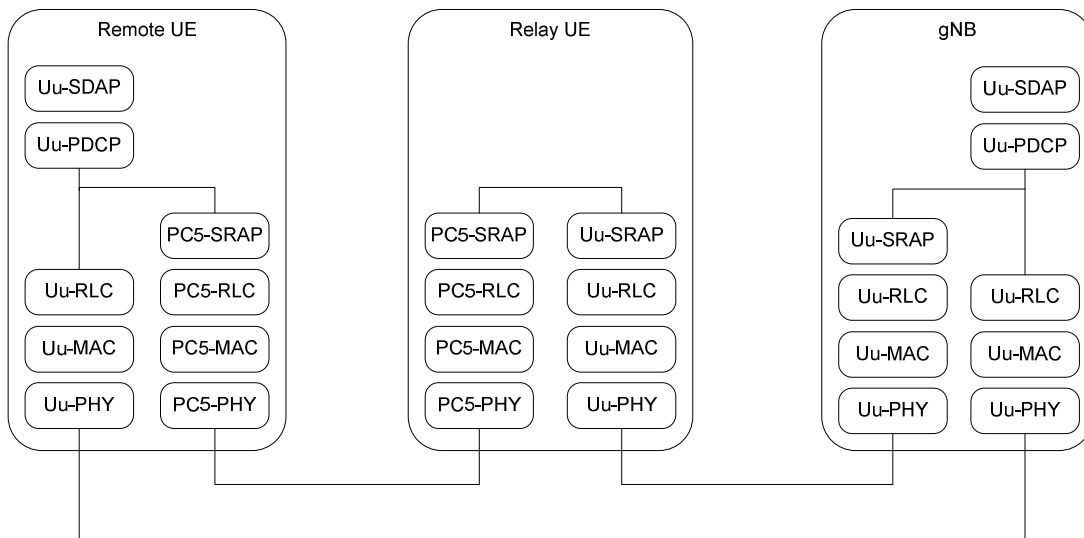 Remote UE
Uu-SDAP
Uu-PDCP
PC5-SRAP
Uu-RLC
PC5-RLC
Uu-MAC
PC5-MAC
Uu-PHY
PC5-PHY
Relay UE
PC5-SRAP
Uu-SRAP
PC5-RLC
Uu-RLC
PC5-MAC
Uu-MAC
PC5-PHY
Uu-PHY
gNB
Uu-SDAP
Uu-PDCP
Uu-SRAP
Uu-RLC
Uu-RLC
Uu-MAC
Uu-MAC
Uu-PHY
Uu-PHY